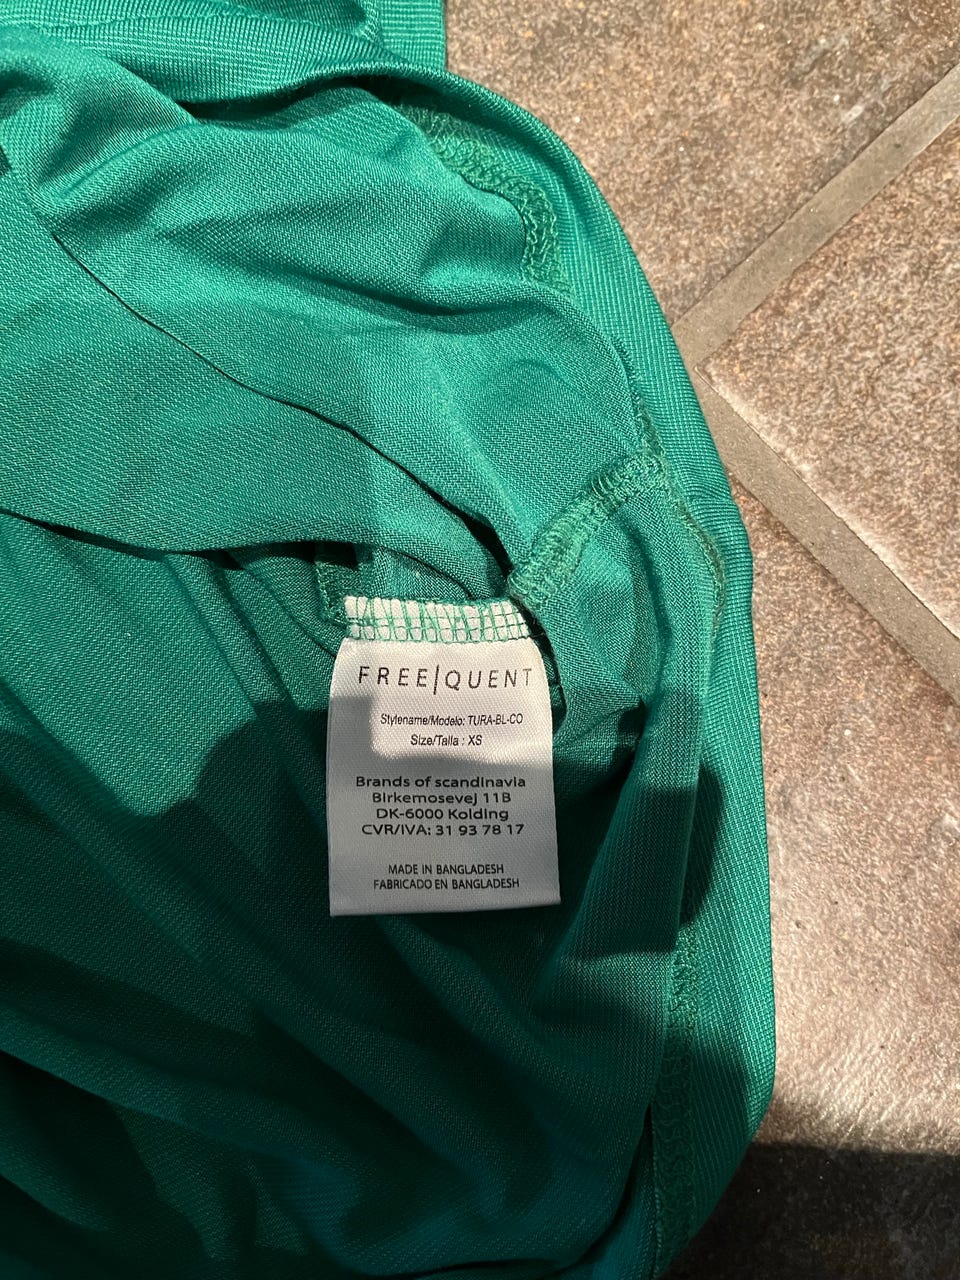 FREE|QUENT
Stylename/Modelo: TURA-BL-CO
Size/Talla : XS
Brands of scandinavia
Birkemosevej 11B
DK-6000 Kolding
CVR/IVA: 31 93 78 17
MADE IN BANGLADESH
FABRICADO EN BANGLADESH